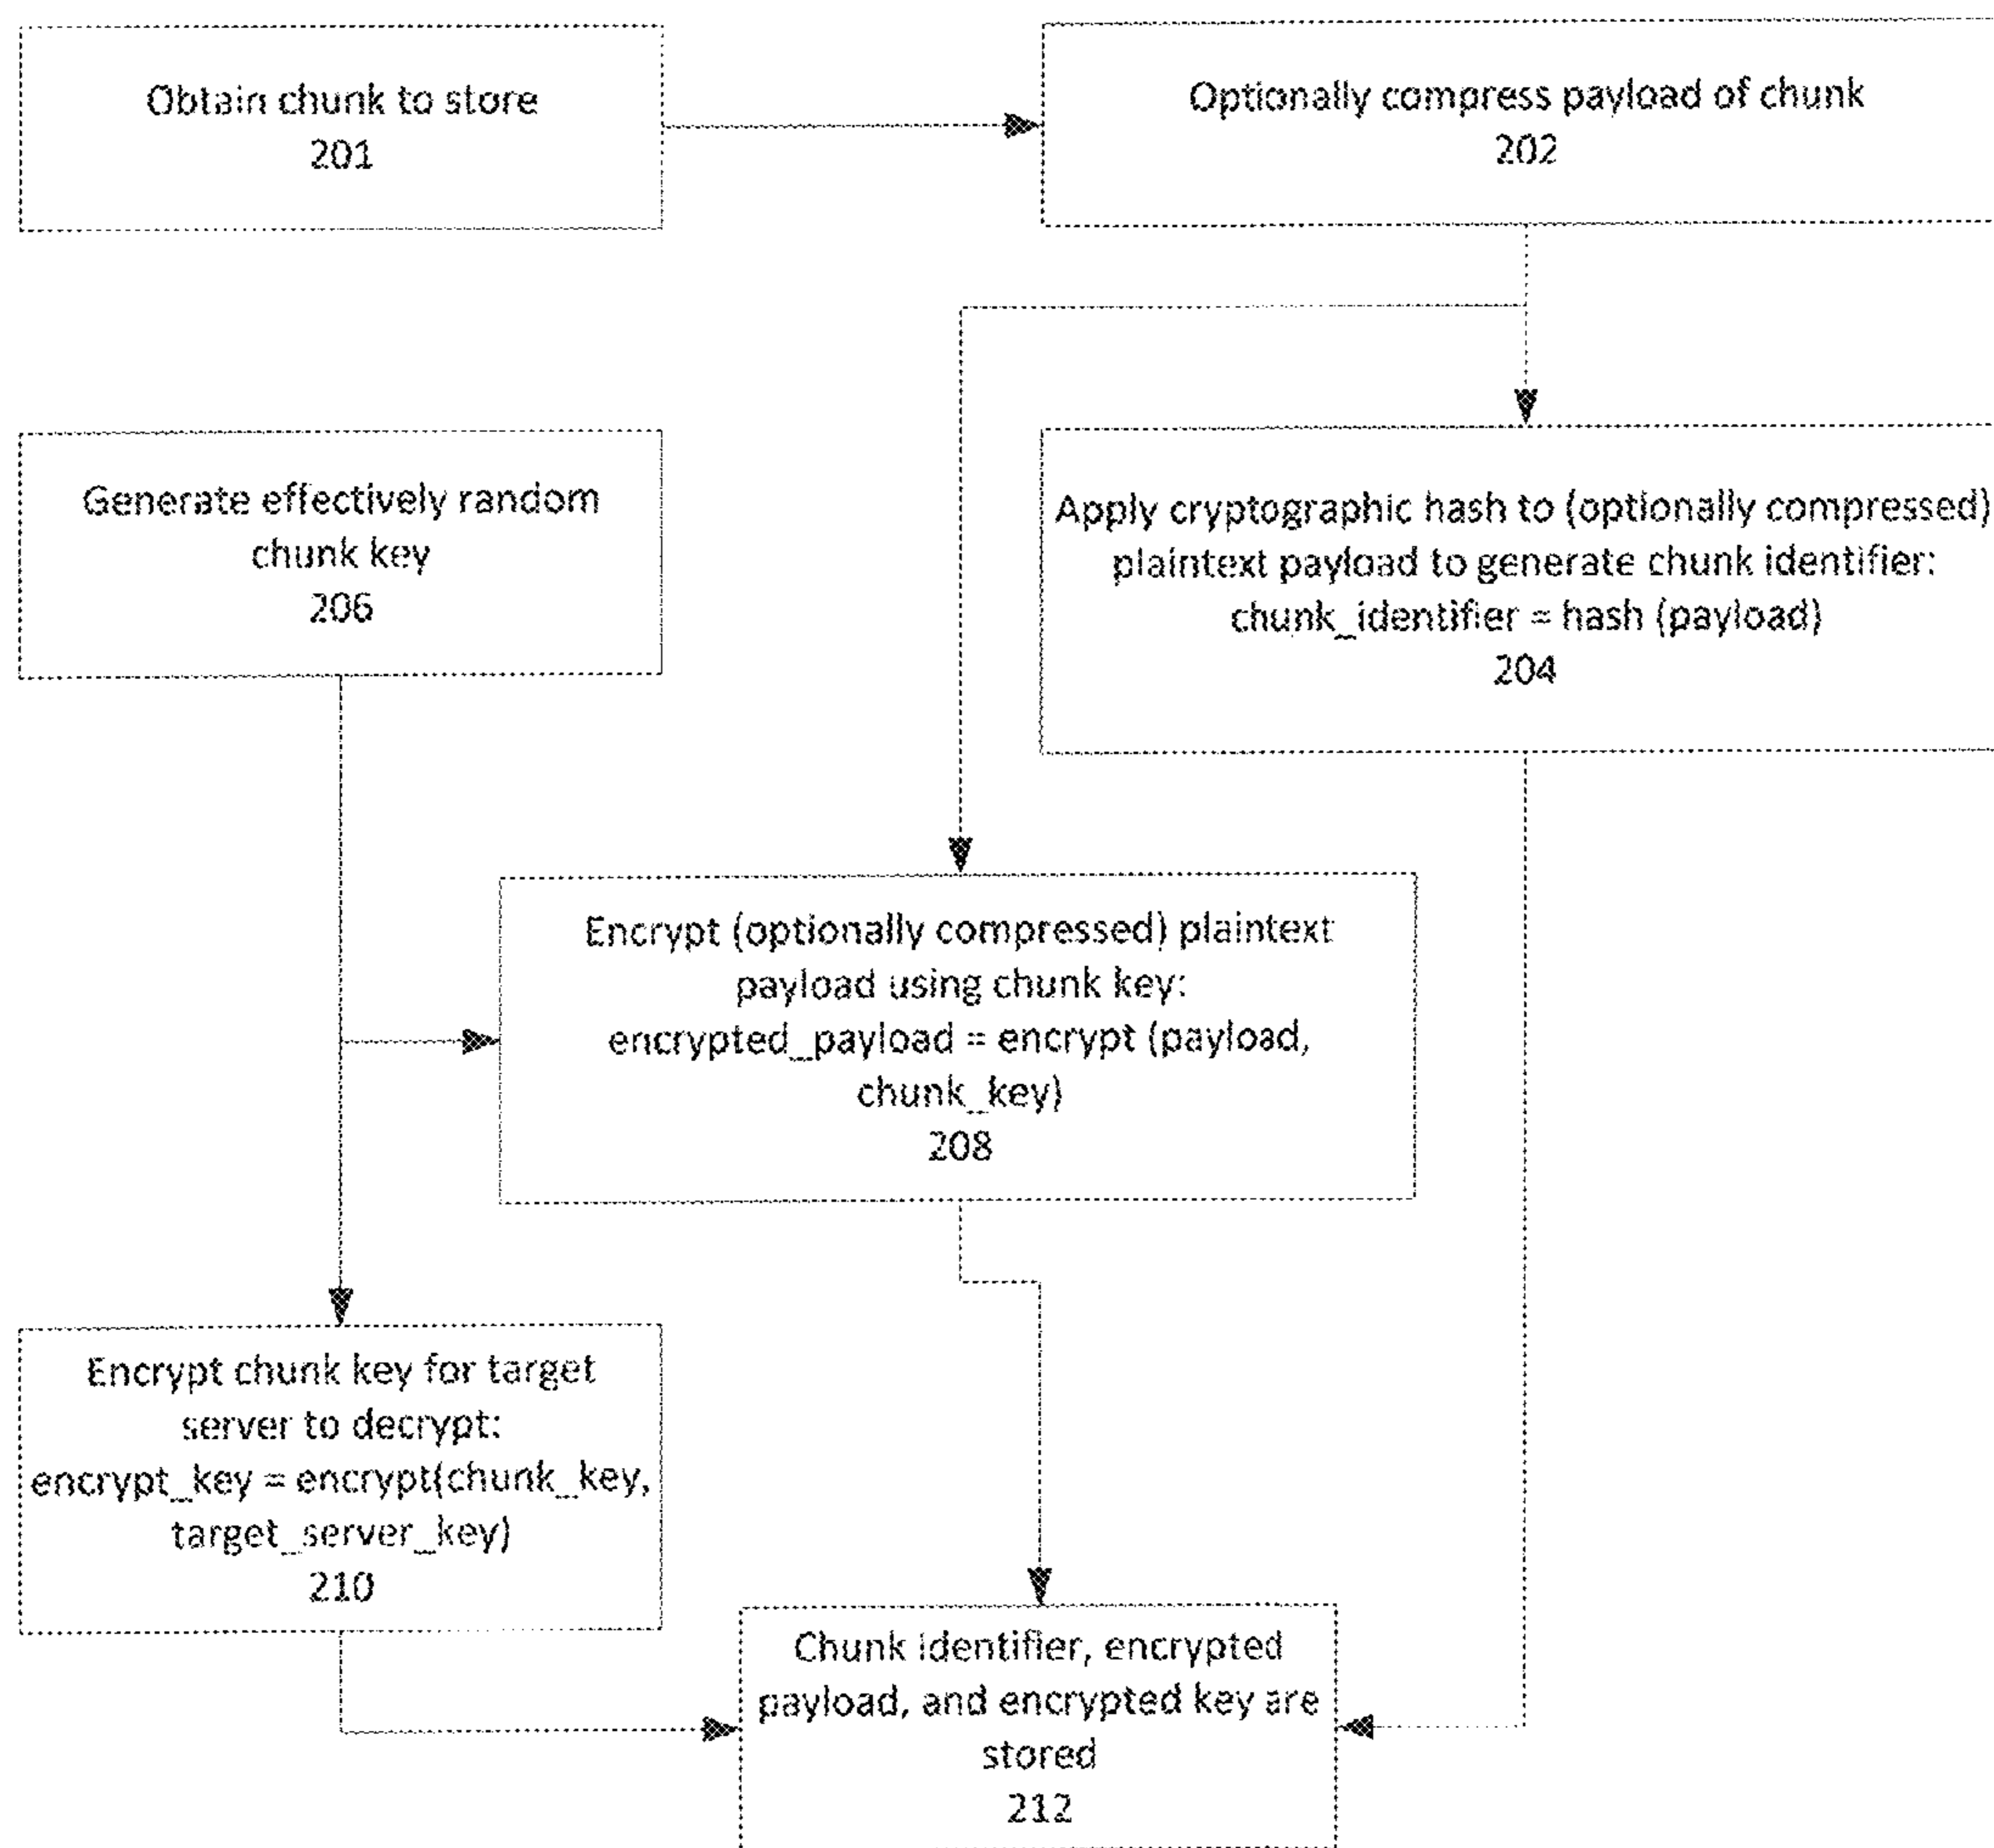 Obtain chunk to store
201
Optionally compress payload of chunk
202
Generate effectively random
chunk key
206
Apply cryptographic hash to (optionally compressed)
plaintext payload to generate chunk identifier:
chunk_identifier = hash (payload)
204
Encrypt (optionally compressed) plaintext
payload using chunk key:
encrypted_payload = encrypt (payload,
chunk_key)
208
Encrypt chunk key for target
server to decrypt:
encrypt_key = encrypt(chunk_key,
target_server_key)
210
Chunk identifier, encrypted
payload, and encrypted key are
stored
212